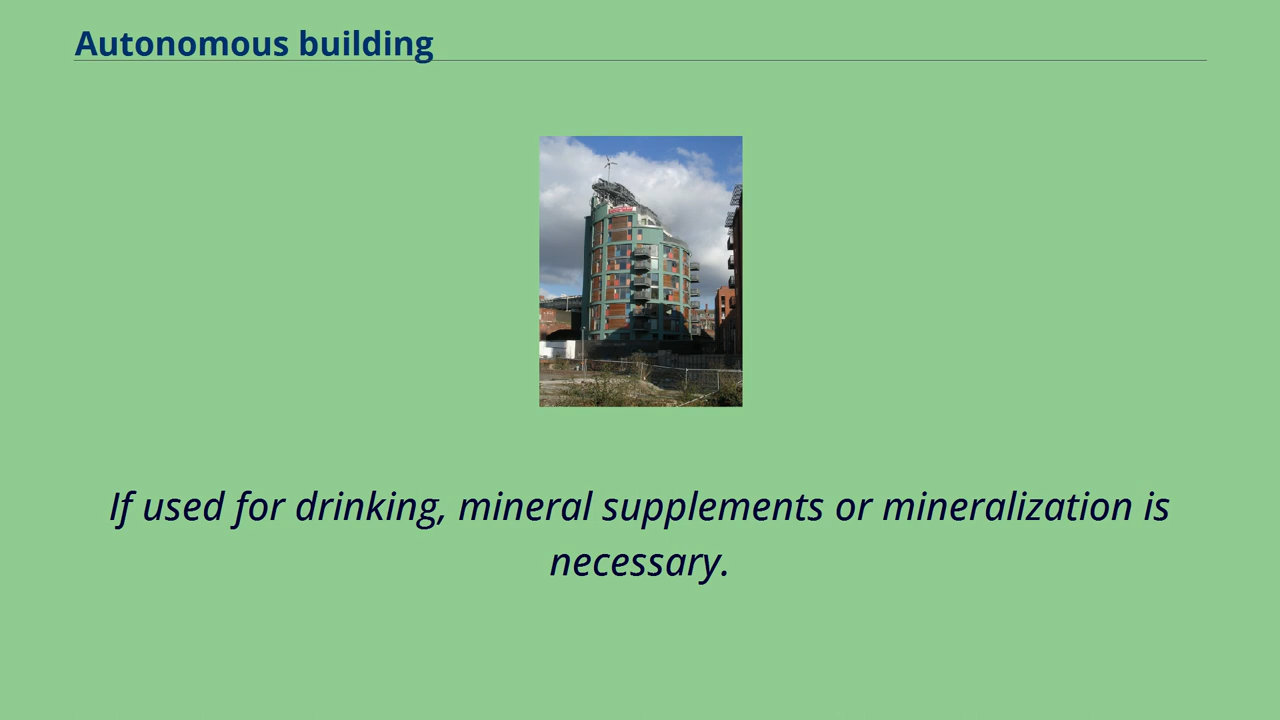 Autonomous building
If used for drinking, mineral supplements or mineralization is
necessary.